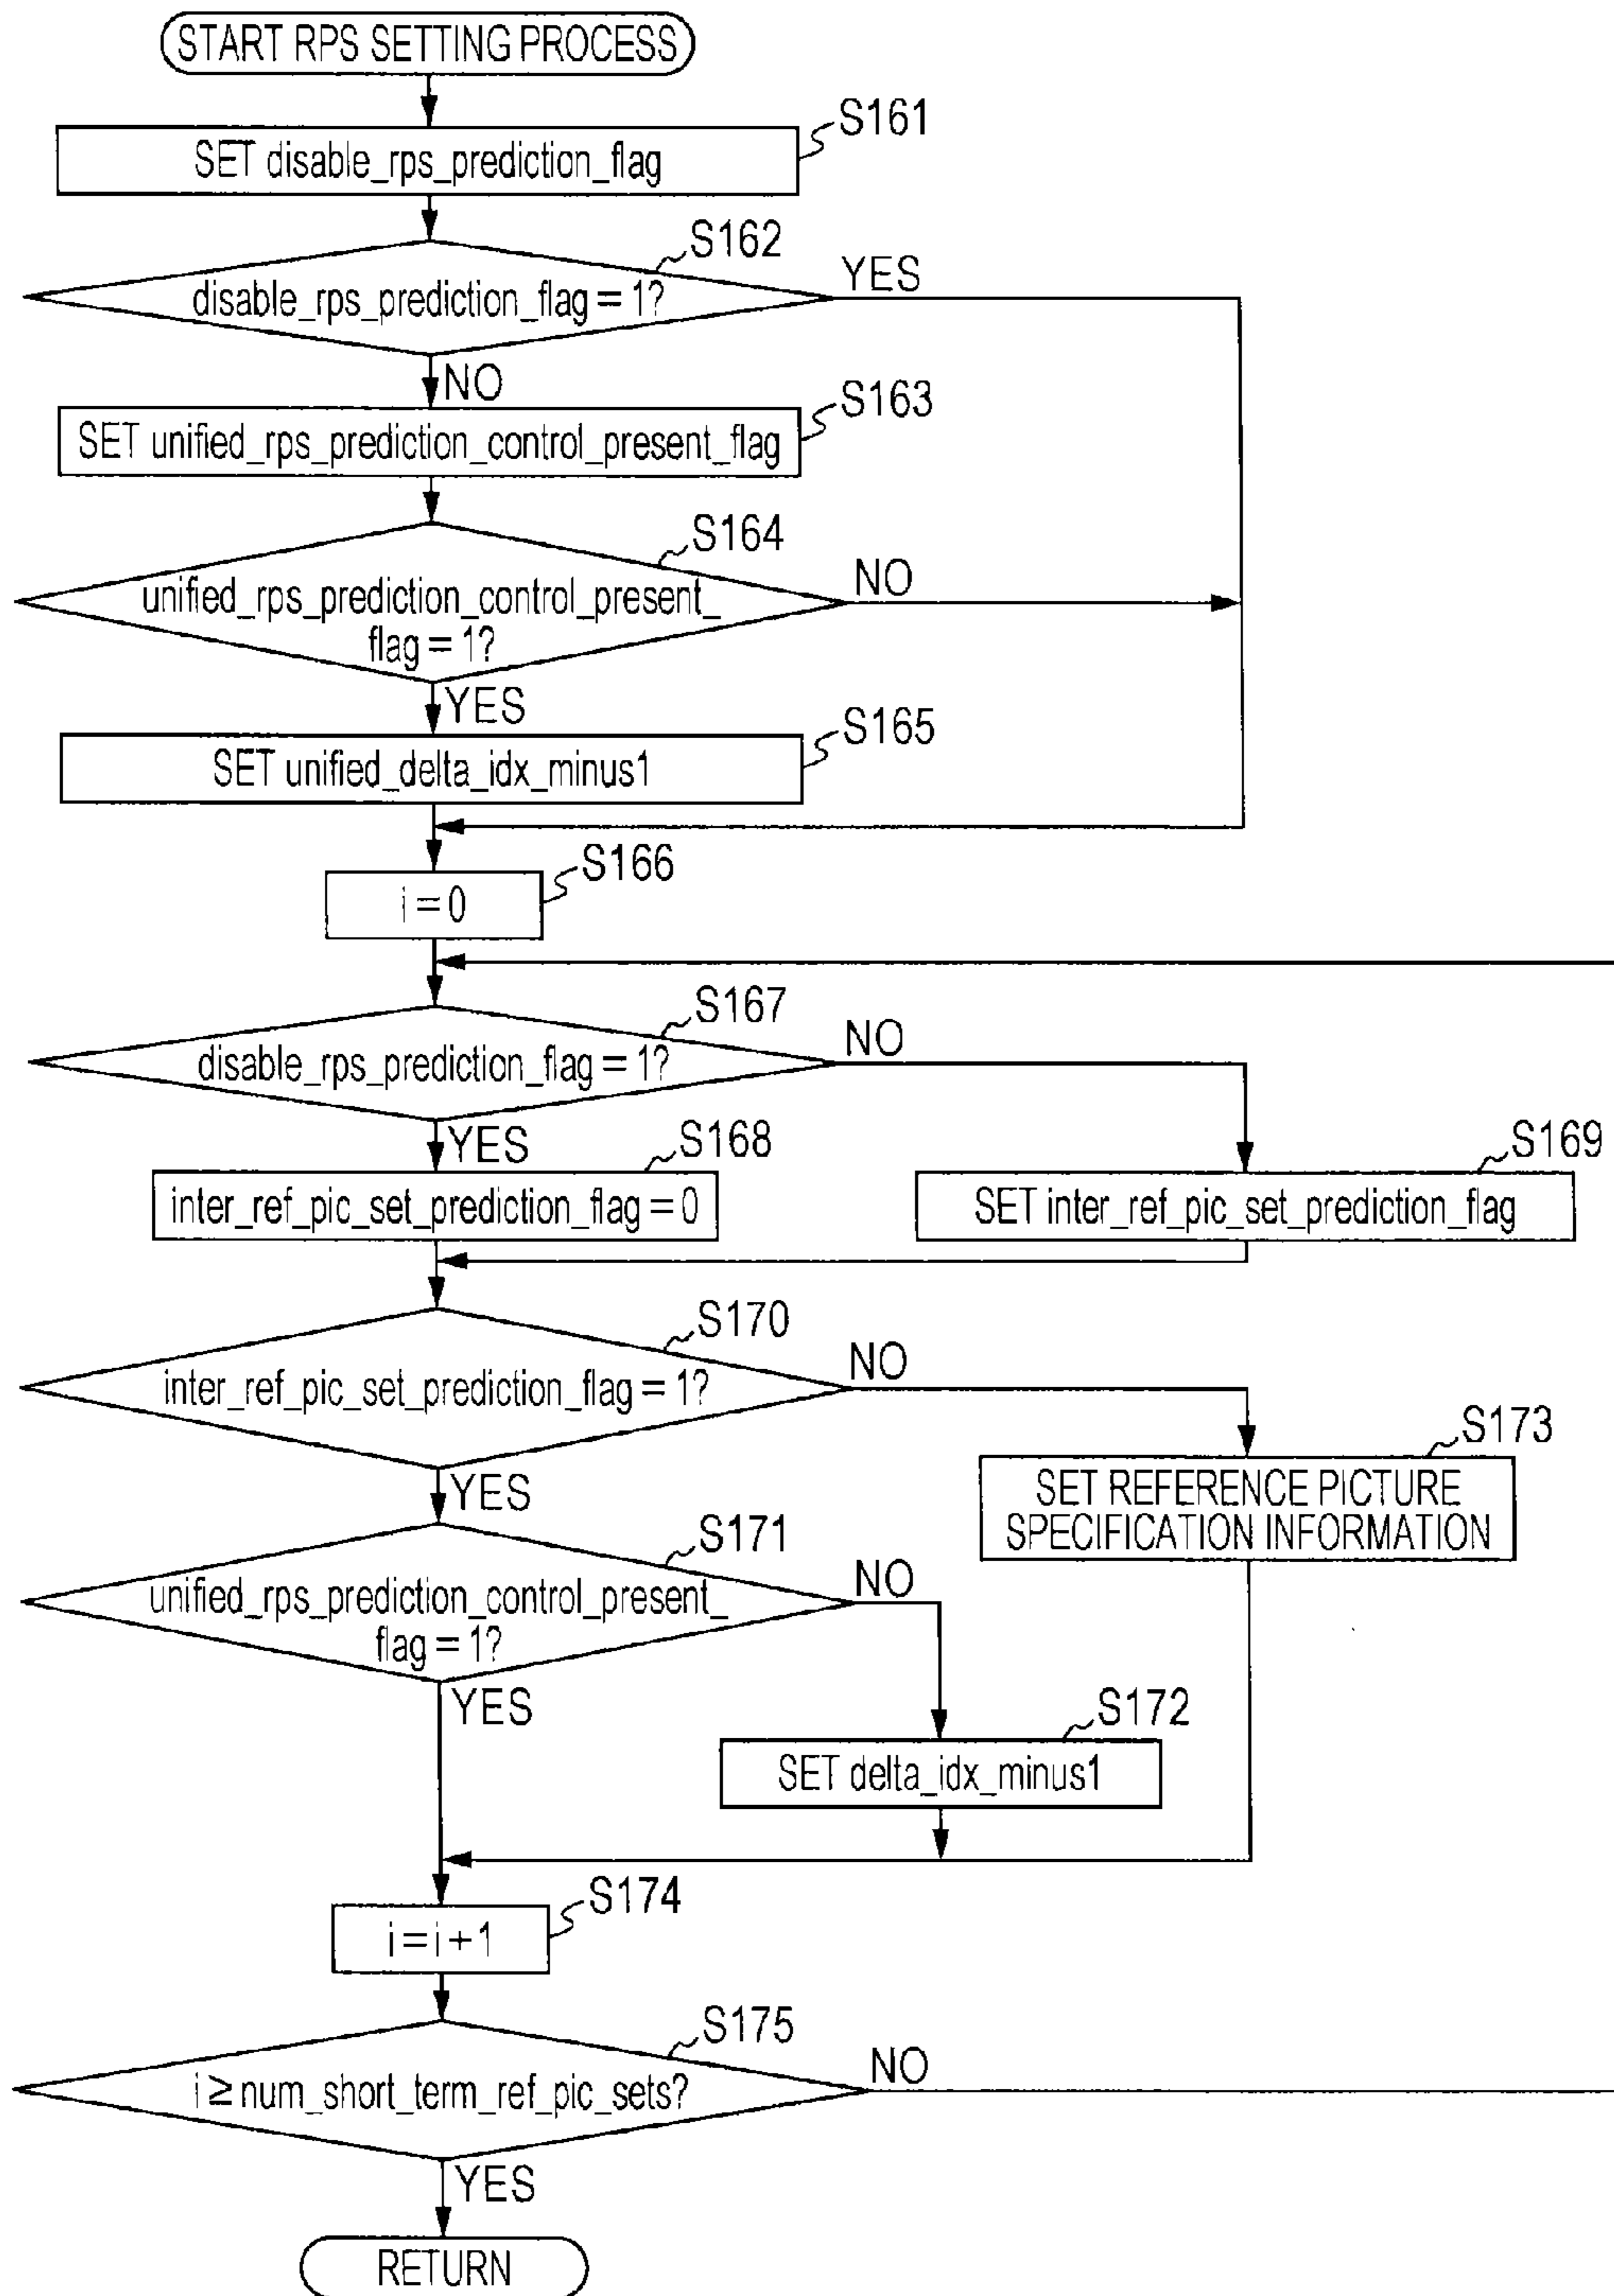 START RPS SETTING PROCESS
S161
SET disable_rps_prediction_flag
S162
disable_rps_prediction_flag = 1?
YES
NO
S163
SET unified_rps_prediction_control_present_flag
S164
unified_rps_prediction_control_present_
flag = 1?
NO
YES
S165
SET unified_delta_idx_minus1
S166
i = 0
S167
disable_rps_prediction_flag = 1?
NO
YES
S168
inter_ref_pic_set_prediction_flag = 0
S169
SET inter_ref_pic_set_prediction_flag
S170
inter_ref_pic_set_prediction_flag = 1?
NO
YES
S173
SET REFERENCE PICTURE
SPECIFICATION INFORMATION
S171
unified_rps_prediction_control_present_
flag = 1?
NO
YES
S172
SET delta_idx_minus1
S174
i = i + 1
S175
i ≥ num_short_term_ref_pic_sets?
NO
YES
RETURN